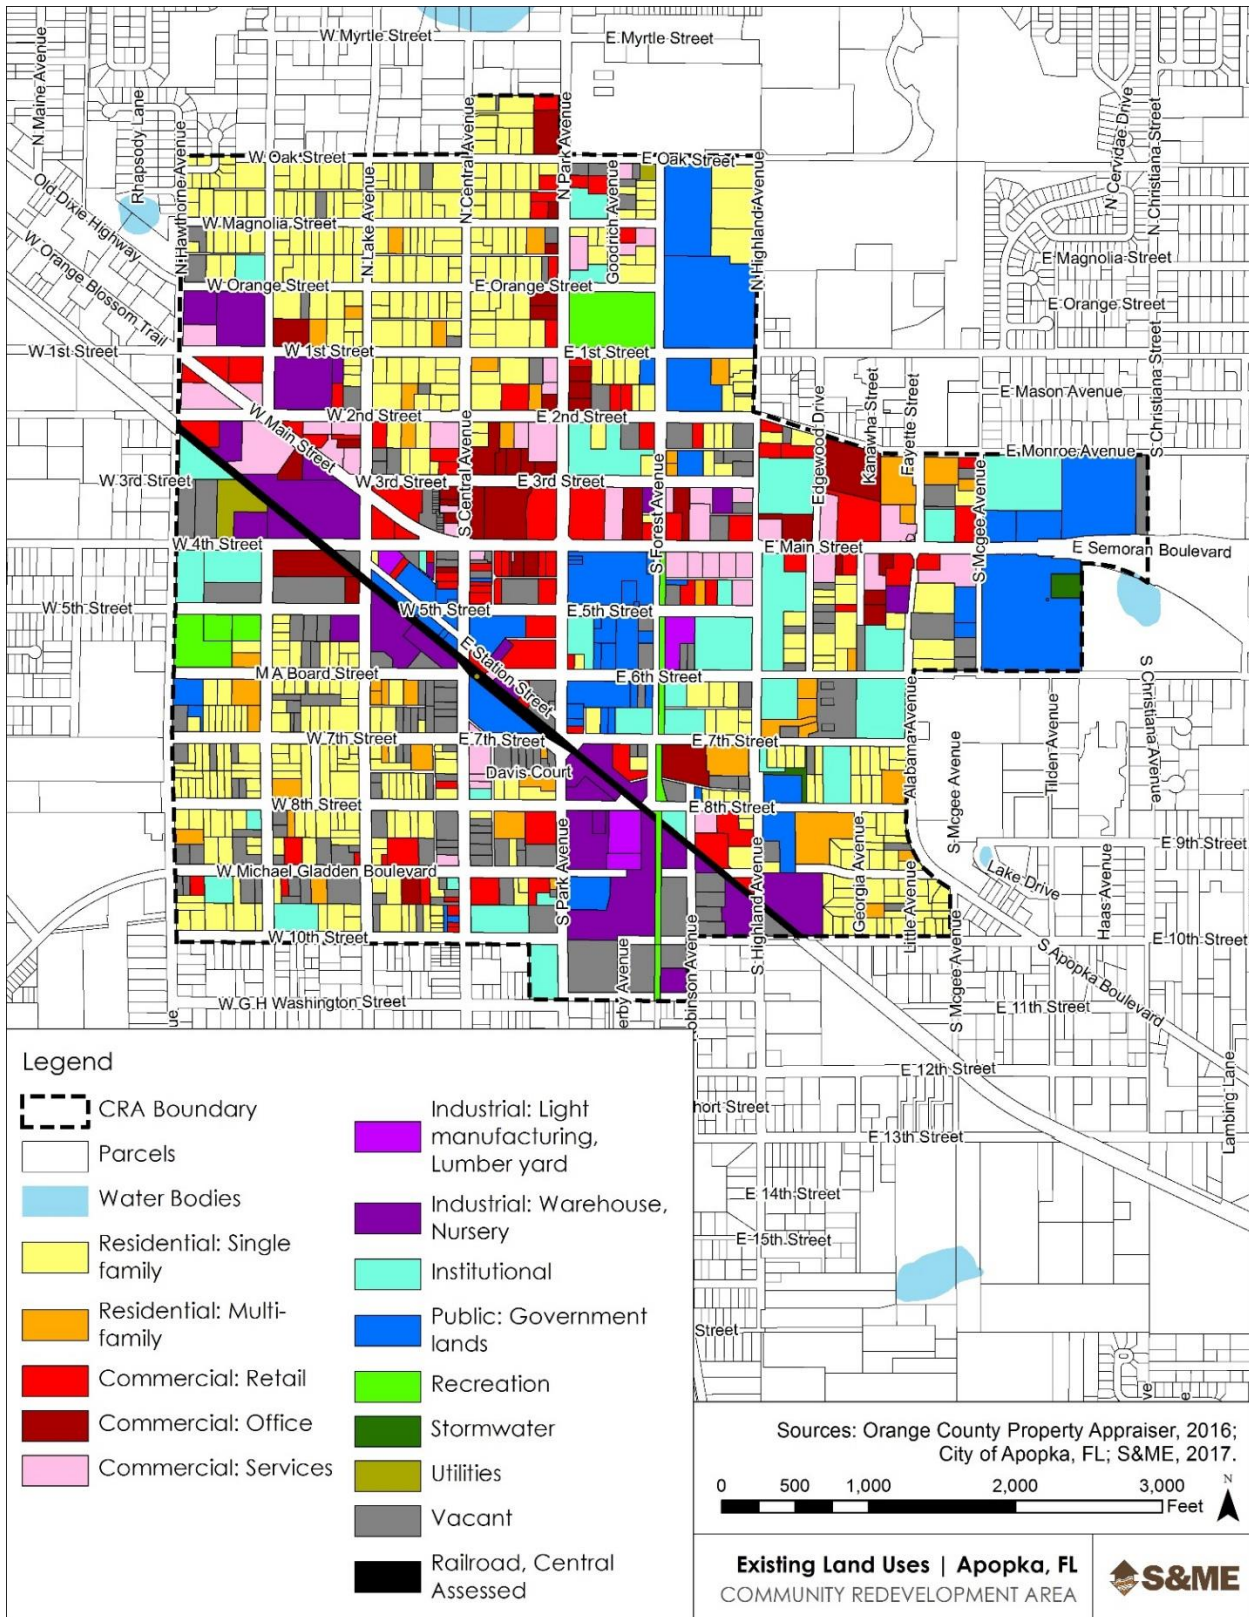 W Myrtle Street
E Myrtle Street
N Maine Avenue
Rhapsody Lane
N Hawthorne Avenue
Old Dixie Highway
W Orange Blossom Trail
W Oak Street
E Oak Street
N Lake Avenue
N Central Avenue
N Park Avenue
Goodrich Avenue
N Highland Avenue
N Cervidae Drive
N Christiana Street
W Magnolia Street
E Magnolia Street
W Orange Street
E Orange Street
E Orange Street
W 1st Street
W 1st Street
E 1st Street
E Mason Avenue
S Christiana Street
W Main Street
W 2nd Street
E 2nd Street
Edgewood Drive
Kanawha Street
Fayette Street
E Monroe Avenue
W 3rd Street
W 3rd Street
E 3rd Street
S Central Avenue
S Forest Avenue
S Mcgee Avenue
W 4th Street
E Main Street
E Semoran Boulevard
W 5th Street
W 5th Street
E 5th Street
E Station Street
M A Board Street
E 6th Street
W 7th Street
E 7th Street
E 7th Street
Davis Court
Alabama Avenue
S Mcgee Avenue
Tilden Avenue
S Christiana Avenue
W 8th Street
E 8th Street
E 9th Street
W Michael Gladden Boulevard
S Park Avenue
S Highland Avenue
Georgia Avenue
Little Avenue
Lake Drive
Haas Avenue
W 10th Street
E 10th Street
S Mcgee Avenue
S Apopka Boulevard
W G H Washington Street
ue
erby Avenue
obinson Avenue
E 11th Street
E 12th Street
hort Street
E 13th Street
Lambing Lane
E 14th Street
E 15th Street
Street
ve
e
Legend
CRA Boundary
Parcels
Water Bodies
Residential: Single
family
Residential: Multi-
family
Commercial: Retail
Commercial: Office
Commercial: Services
Industrial: Light
manufacturing,
Lumber yard
Industrial: Warehouse,
Nursery
Institutional
Public: Government
lands
Recreation
Stormwater
Utilities
Vacant
Railroad, Central
Assessed
Sources: Orange County Property Appraiser, 2016;
City of Apopka, FL; S&ME, 2017.
0 500 1,000 2,000 3,000
Feet
N
Existing Land Uses | Apopka, FL
COMMUNITY REDEVELOPMENT AREA
S&ME